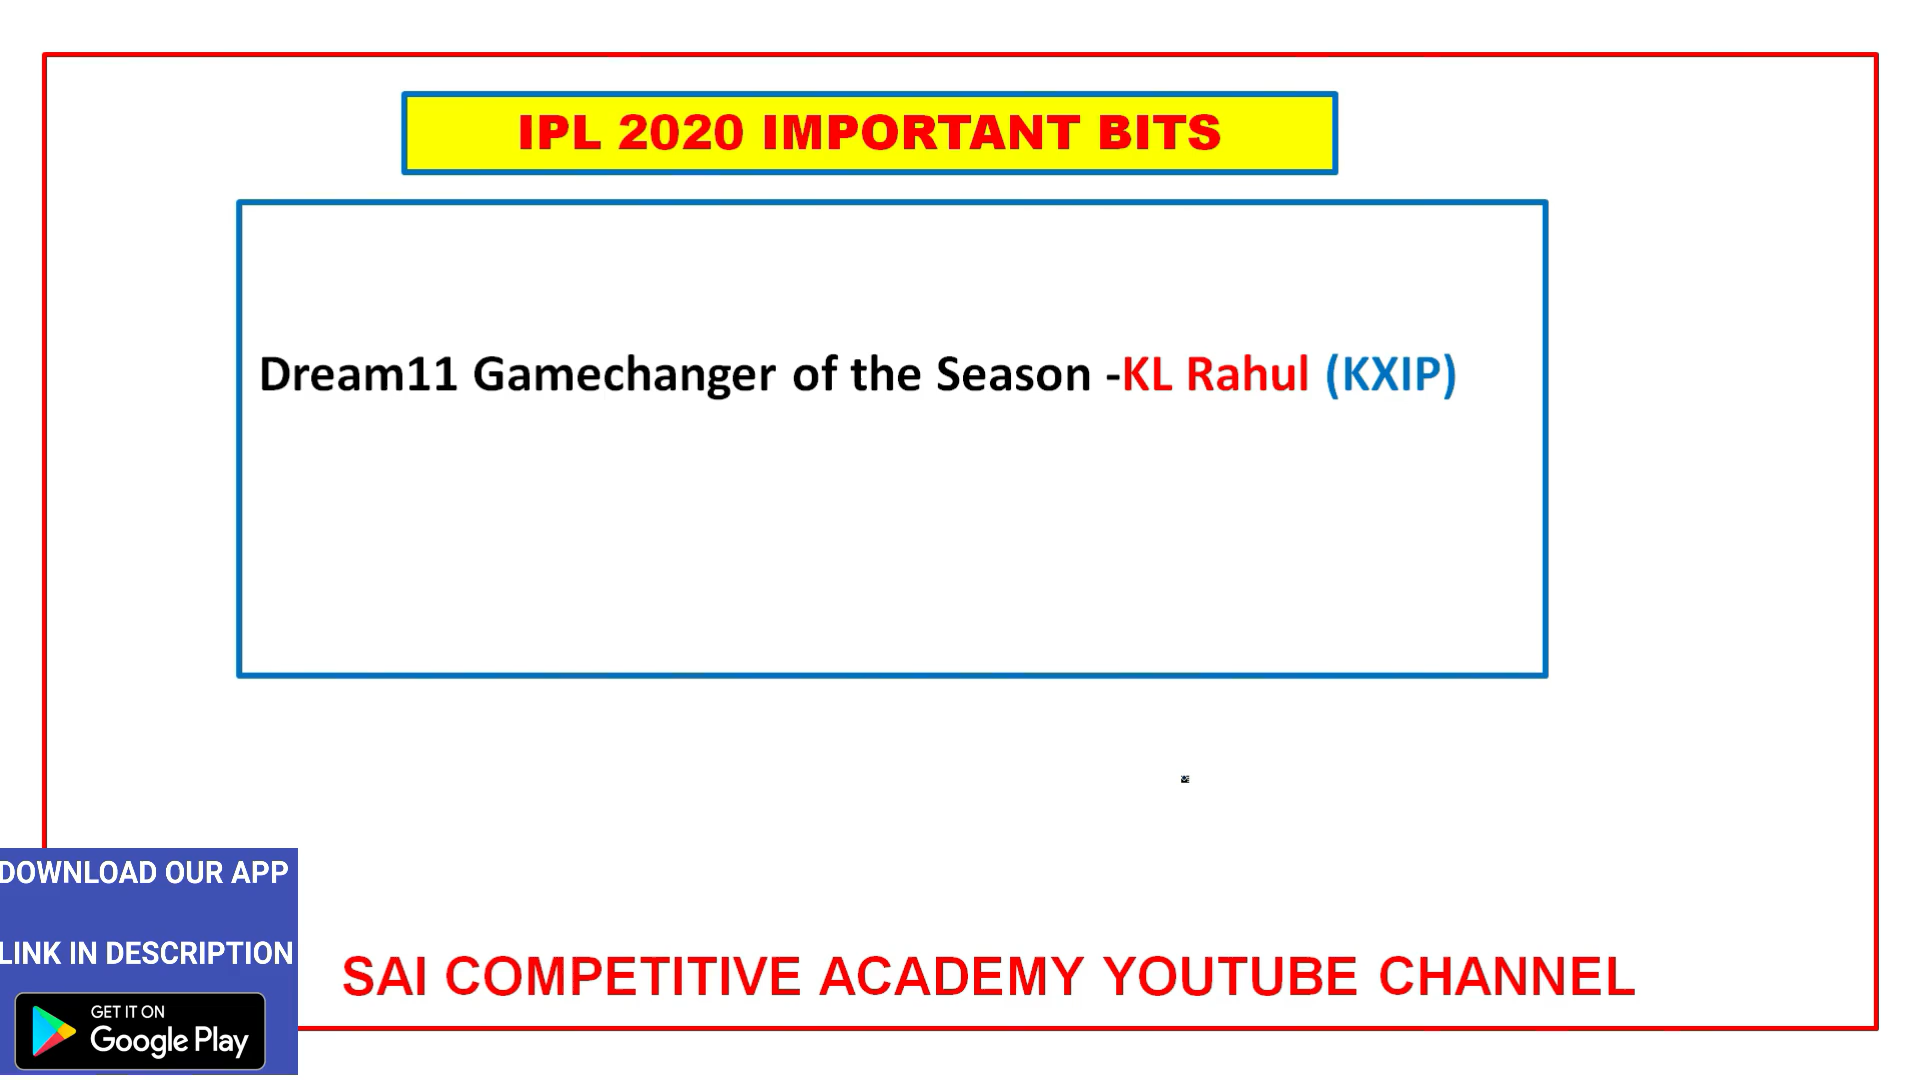 IPL 2020 IMPORTANT BITS
Dream11 Gamechanger of the Season -KL Rahul (KXIP)
DOWNLOAD OUR APP
LINK IN DESCRIPTION
GET IT ON
Google Play
SAI COMPETITIVE ACADEMY YOUTUBE CHANNEL